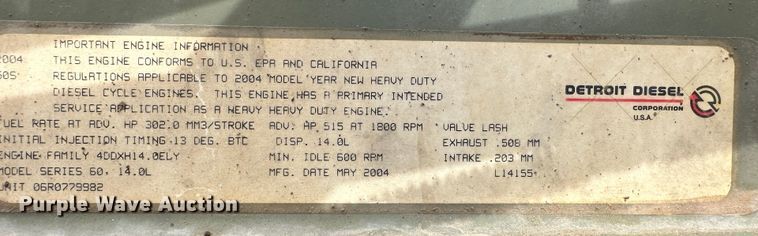 IMPORTANT ENGINE INFORMATION
2004 THIS ENGINE CONFORMS TO U.S. EPA AND CALIFORNIA
60S REGULATIONS APPLICABLE TO 2004 MODEL YEAR NEW HEAVY DUTY
DIESEL CYCLE ENGINES. THIS ENGINE HAS A PRIMARY INTENDED
SERVICE APPLICATION AS A HEAVY HEAVY DUTY ENGINE.
FUEL RATE AT ADV. HP 302.0 MM3/STROKE ADV. HP 515 AT 1800 RPM VALVE LASH
INITIAL INJECTION TIMING 13 DEG. BTC DISP. 14.0L EXHAUST .508 MM
ENGINE FAMILY 4DDXH14.0ELY MIN. IDLE 600 RPM INTAKE .203 MM
MODEL SERIES 60, 14.0L MFG. DATE MAY 2004 L14155
UNIT 06R0779982
DETROIT DIESEL®
CORPORATION
U.S.A.
Purple Wave Auction